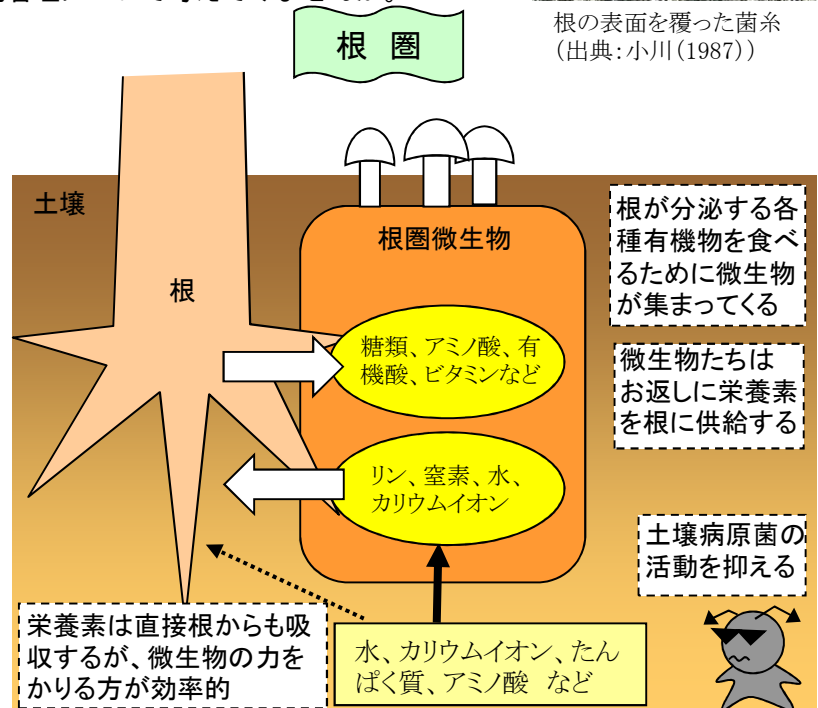 根の表面を覆った菌糸
(出典:小川(1987))
根 圏
土壌
根
根圏微生物
糖類、アミノ酸、有
機酸、ビタミンなど
リン、窒素、水、
カリウムイオン
根が分泌する各
種有機物を食べ
るために微生物
が集まってくる
微生物たちは
お返しに栄養素
を根に供給する
土壌病原菌の
活動を抑える
栄養素は直接根からも吸
収するが、微生物の力を
かりる方が効率的
水、カリウムイオン、たん
ぱく質、アミノ酸 など